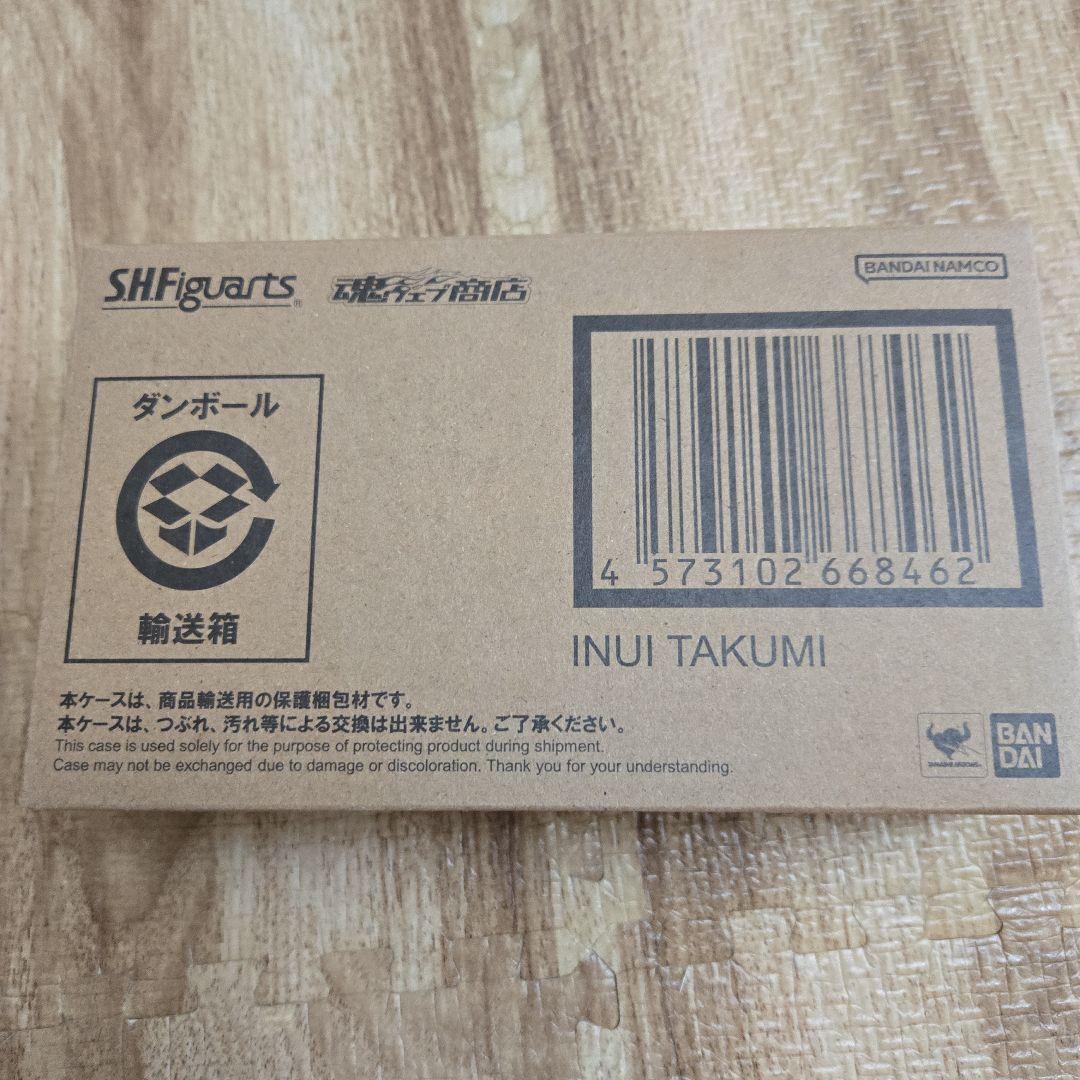 S.H.Figuarts ® 魂ウェブ商店
BANDAI NAMCO
ダンボール
輸送箱
4 573102 668462
INUI TAKUMI
本ケースは、商品輸送用の保護梱包材です。
本ケースは、つぶれ、汚れ等による交換は出来ません。ご了承ください。
This case is used solely for the purpose of protecting product during shipment.
Case may not be exchanged due to damage or discoloration. Thank you for your understanding.
BAN
DAI